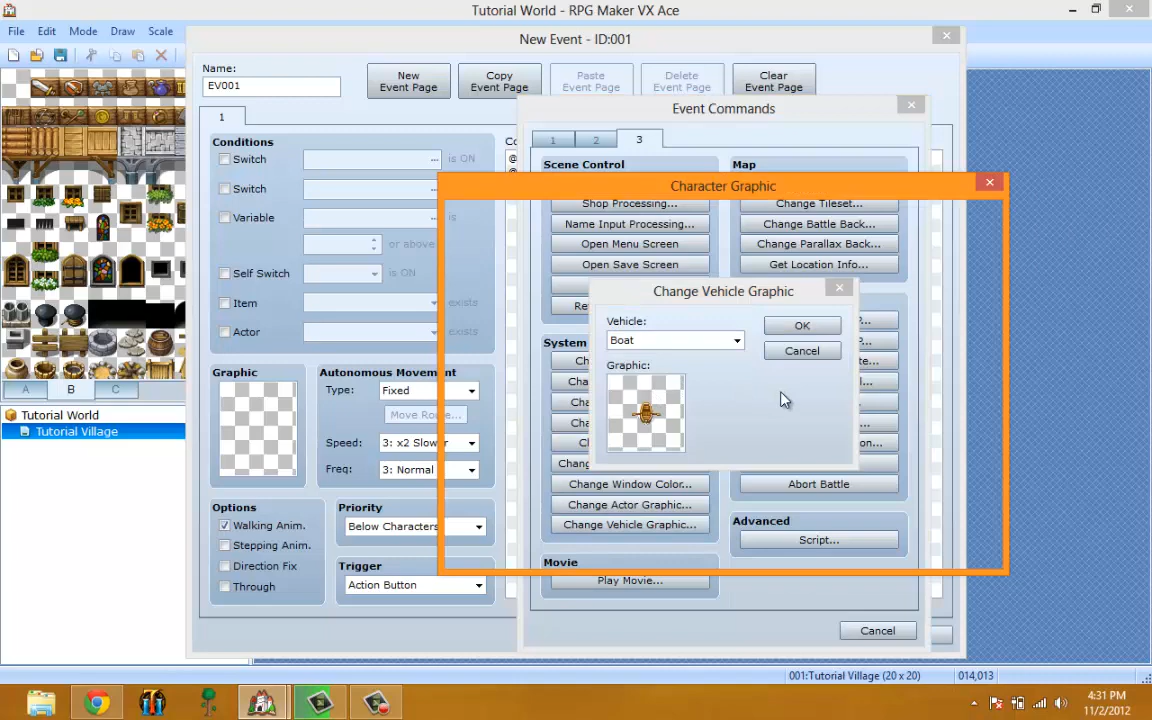 Tutorial World - RPG Maker VX Ace
File Edit Mode Draw Scale
New Event - ID:001
Name:
EV001
New Event Page
Copy Event Page
Paste Event Page
Delete Event Page
Clear Event Page
1
Conditions
Switch ... is ON
Switch ...
Variable ... is
or above
Self Switch is ON
Item exists
Actor exists
Graphic
Autonomous Movement
Type: Fixed
Move Route...
Speed: 3: x2 Slower
Freq: 3: Normal
Options
Walking Anim.
Stepping Anim.
Direction Fix
Through
Priority
Below Characters
Trigger
Action Button
Event Commands
1 2 3
Scene Control
Shop Processing...
Name Input Processing...
Open Menu Screen
Open Save Screen
Map
Change Tileset...
Change Battle Back...
Change Parallax Back...
Get Location Info...
System
Change Window Color...
Change Actor Graphic...
Change Vehicle Graphic...
Movie
Play Movie...
Abort Battle
Advanced
Script...
Cancel
Character Graphic
Change Vehicle Graphic
Vehicle:
Boat
Graphic:
OK
Cancel
A B C
Tutorial World
Tutorial Village
001:Tutorial Village (20 x 20)
014,013
4:31 PM
11/2/2012